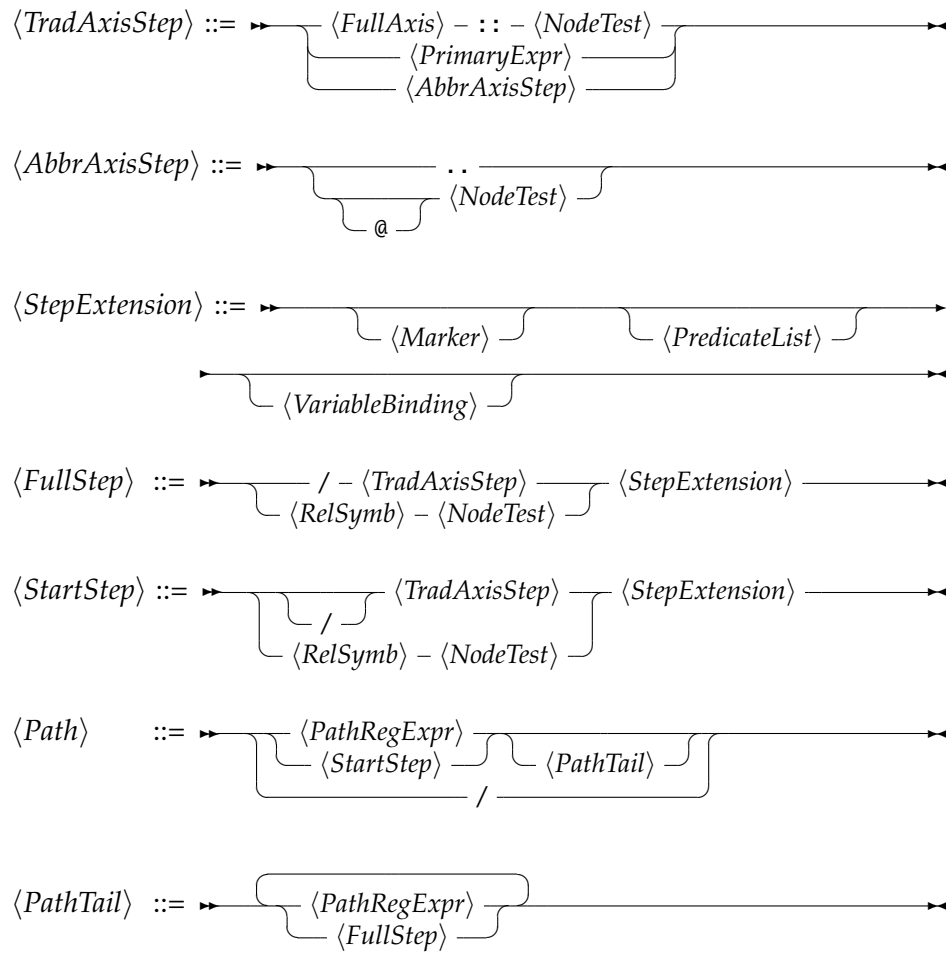 ⟨TradAxisStep⟩ ::= ⟨FullAxis⟩ – :: – ⟨NodeTest⟩
⟨PrimaryExpr⟩
⟨AbbrAxisStep⟩
⟨AbbrAxisStep⟩ ::= ..
⟨NodeTest⟩
@
⟨StepExtension⟩ ::=
⟨Marker⟩ ⟨PredicateList⟩
⟨VariableBinding⟩
⟨FullStep⟩ ::= / – ⟨TradAxisStep⟩ ⟨StepExtension⟩
⟨RelSymb⟩ – ⟨NodeTest⟩
⟨StartStep⟩ ::= ⟨TradAxisStep⟩ ⟨StepExtension⟩
/
⟨RelSymb⟩ – ⟨NodeTest⟩
⟨Path⟩ ::= ⟨PathRegExpr⟩
⟨StartStep⟩ ⟨PathTail⟩
/
⟨PathTail⟩ ::= ⟨PathRegExpr⟩
⟨FullStep⟩